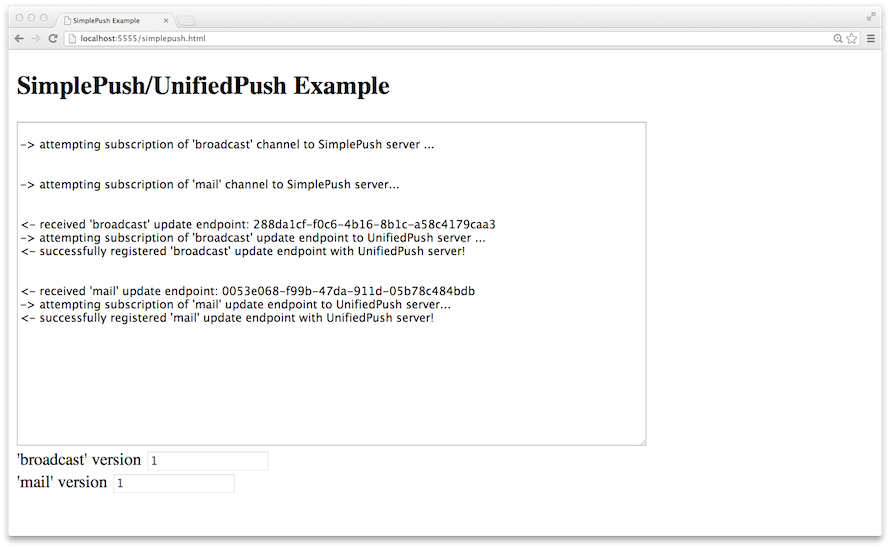 SimplePush Example
localhost:5555/simplepush.html
SimplePush/UnifiedPush Example
-> attempting subscription of 'broadcast' channel to SimplePush server ...
-> attempting subscription of 'mail' channel to SimplePush server...
<- received 'broadcast' update endpoint: 288da1cf-f0c6-4b16-8b1c-a58c4179caa3
-> attempting subscription of 'broadcast' update endpoint to UnifiedPush server ...
<- successfully registered 'broadcast' update endpoint with UnifiedPush server!
<- received 'mail' update endpoint: 0053e068-f99b-47da-911d-05b78c484bdb
-> attempting subscription of 'mail' update endpoint to UnifiedPush server...
<- successfully registered 'mail' update endpoint with UnifiedPush server!
'broadcast' version 1
'mail' version 1